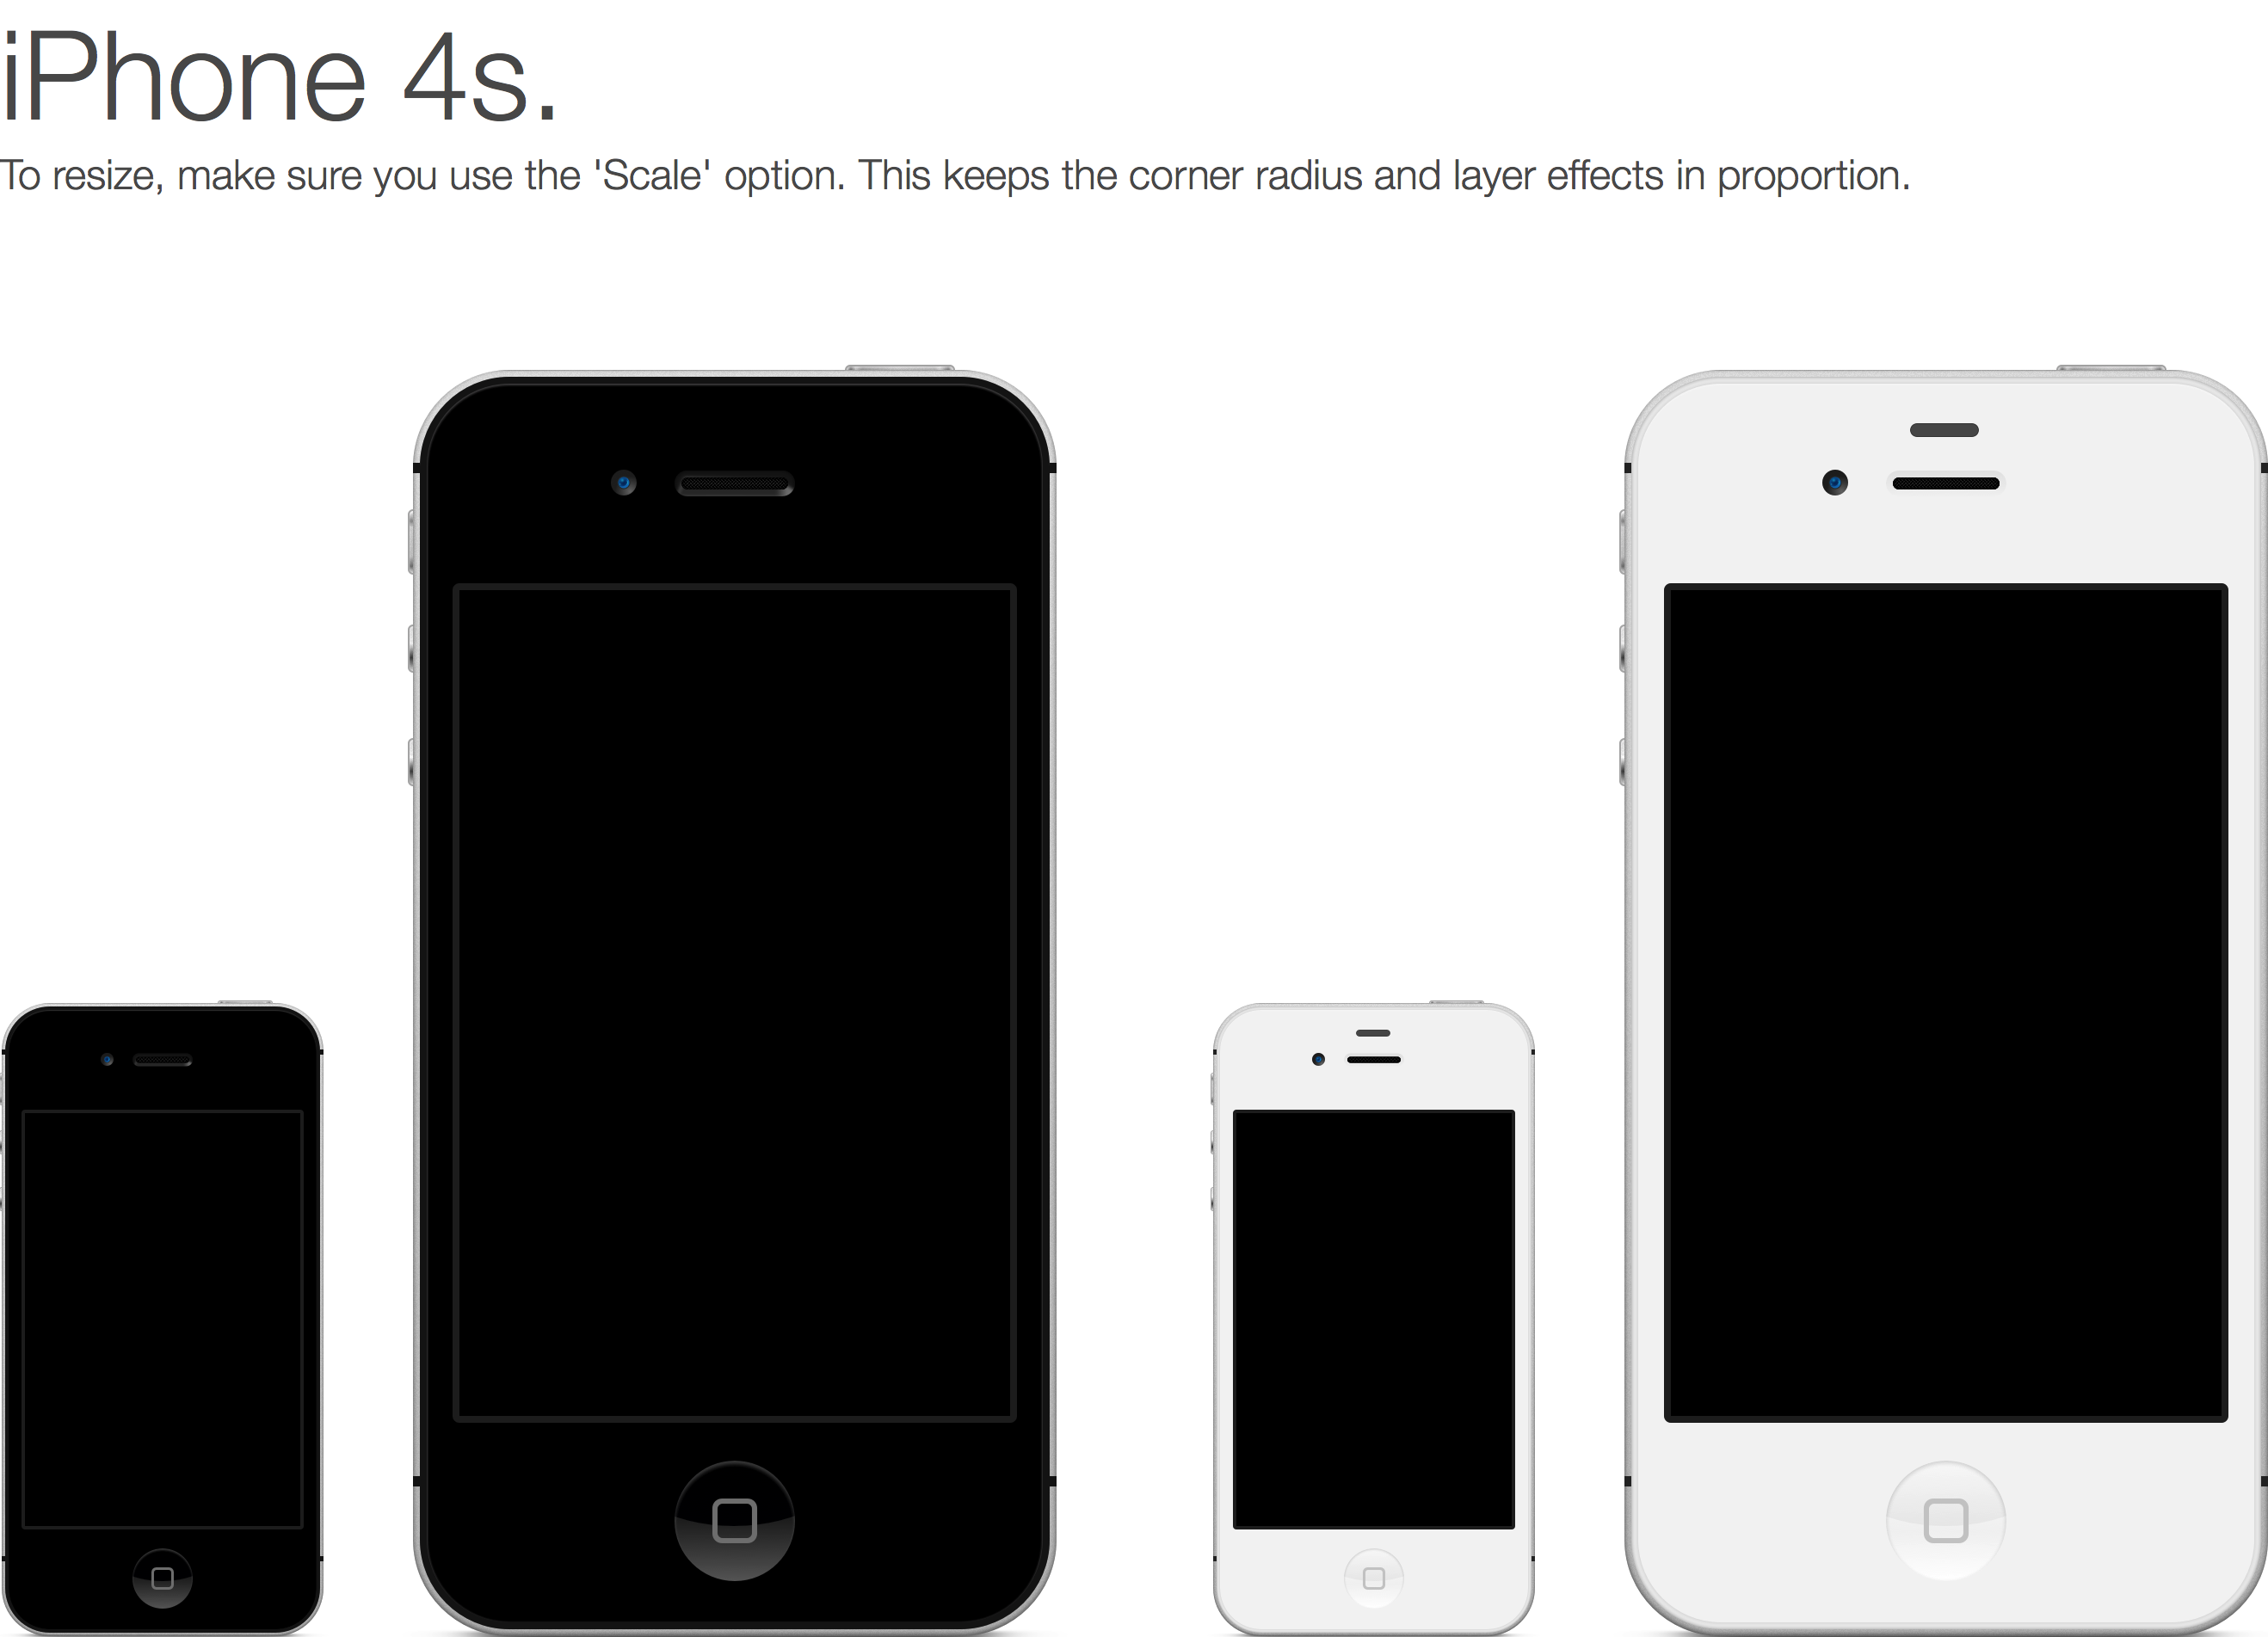 iPhone 4s.
To resize, make sure you use the 'Scale' option. This keeps the corner radius and layer effects in proportion.